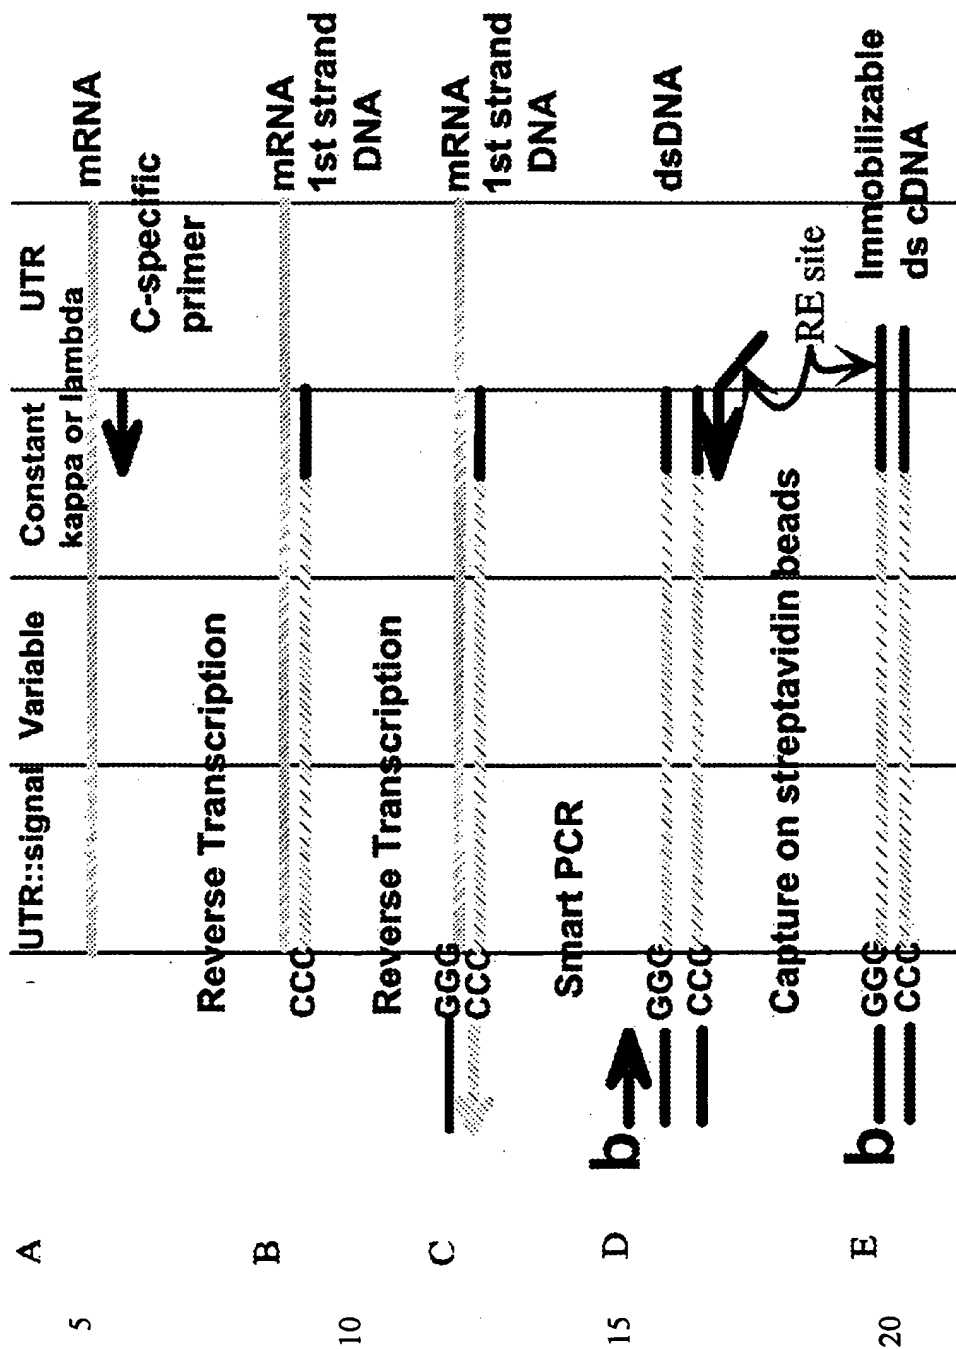 UTR::signal Variable Constant UTR
kappa or lambda
A mRNA
5
C-specific
primer
Reverse Transcription
B mRNA
CCC 1st strand
DNA
10
Reverse Transcription
C GGG mRNA
CCC 1st strand
DNA
Smart PCR
15
D b
GGG dsDNA
CCC
RE site
Capture on streptavidin beads
E b GGG Immobilizable
20
CCC ds cDNA